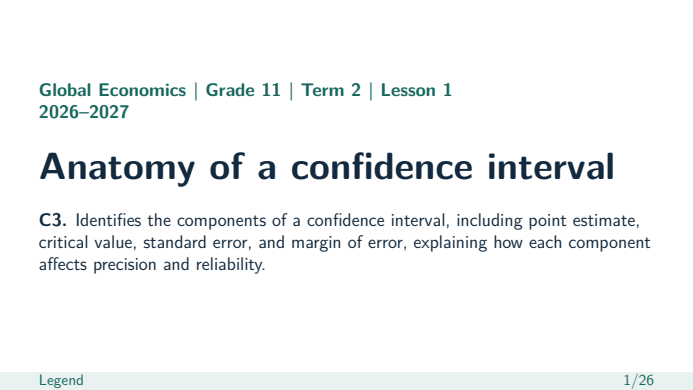 Global Economics | Grade 11 | Term 2 | Lesson 1
2026–2027
Anatomy of a confidence interval
C3. Identifies the components of a confidence interval, including point estimate,
critical value, standard error, and margin of error, explaining how each component
affects precision and reliability.
Legend
1/26